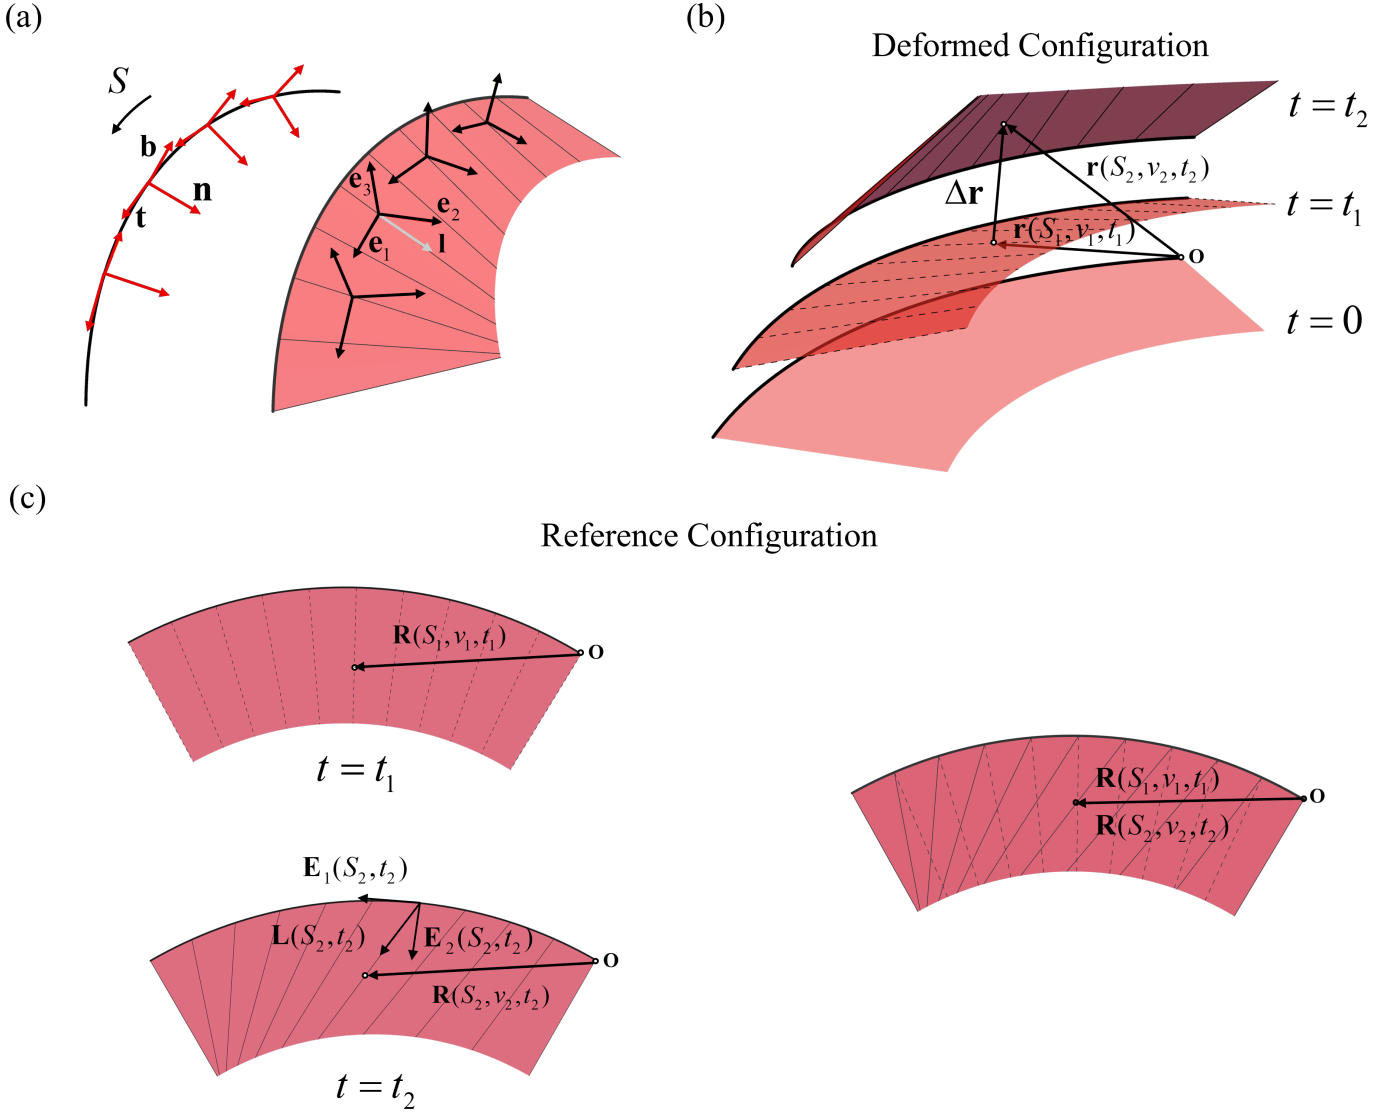 (a)
S
b
n
t
e₃
e₂
e₁
l
(b)
Deformed Configuration
t = t₂
r(S₂, v₂, t₂)
Δr
t = t₁
r(S₁, v₁, t₁)
o
t = 0
(c)
Reference Configuration
R(S₁, v₁, t₁)
o
t = t₁
R(S₁, v₁, t₁)
o
R(S₂, v₂, t₂)
E₁(S₂, t₂)
L(S₂, t₂)
E₂(S₂, t₂)
o
R(S₂, v₂, t₂)
t = t₂